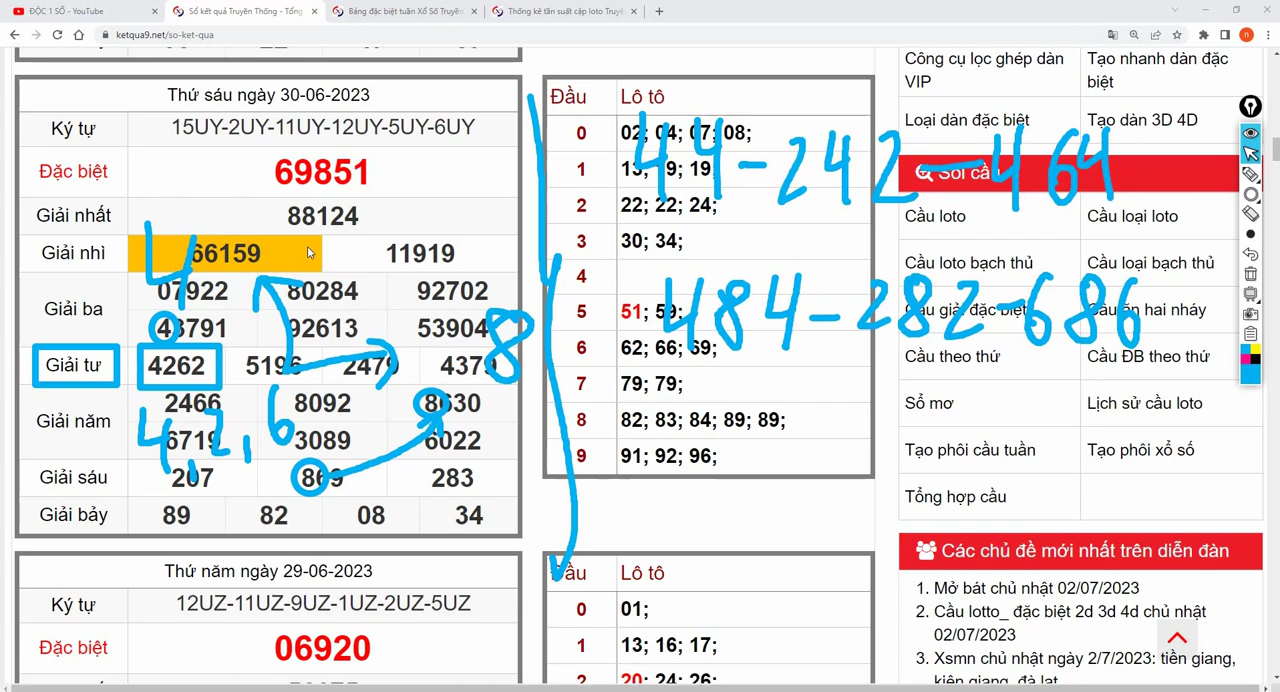 ĐỘC 1 SỐ - YouTube
Sổ kết quả Truyền Thống - Tổng
Bảng đặc biệt tuần Xổ Số Truyền
Thống kê tần suất cặp loto Truyề
ketqua9.net/so-ket-qua
Thứ sáu ngày 30-06-2023
Ký tự 15UY-2UY-11UY-12UY-5UY-6UY
Đặc biệt 69851
Giải nhất 88124
Giải nhì 66159 11919
Giải ba 07922 80284 92702
43791 92613 53904
Giải tư 4262 5196 2479 4379
Giải năm 2466 8092 8630
6719 3089 6022
Giải sáu 207 869 283
Giải bảy 89 82 08 34
4
8
4, 2, 6
Đầu Lô tô
0 02; 04; 07; 08;
1 13; 19; 19;
2 22; 22; 24;
3 30; 34;
4
5 51; 59;
6 62; 66; 69;
7 79; 79;
8 82; 83; 84; 89; 89;
9 91; 92; 96;
44-242-464
484-282-686
Thứ năm ngày 29-06-2023
Ký tự 12UZ-11UZ-9UZ-1UZ-2UZ-5UZ
Đặc biệt 06920
Đầu Lô tô
0 01;
1 13; 16; 17;
2 20; 24; 26;
Công cụ lọc ghép dàn VIP
Tạo nhanh dàn đặc biệt
Loại dàn đặc biệt
Tạo dàn 3D 4D
Soi cầu
Cầu loto Cầu loại loto
Cầu loto bạch thủ Cầu loại bạch thủ
Cầu giải đặc biệt Cầu ăn hai nháy
Cầu theo thứ Cầu ĐB theo thứ
Sổ mơ Lịch sử cầu loto
Tạo phôi cầu tuần Tạo phôi xổ số
Tổng hợp cầu
Các chủ đề mới nhất trên diễn đàn
1. Mở bát chủ nhật 02/07/2023
2. Cầu lotto_ đặc biệt 2d 3d 4d chủ nhật
02/07/2023
3. Xsmn chủ nhật ngày 2/7/2023: tiền giang,
kiên giang, đà lạt